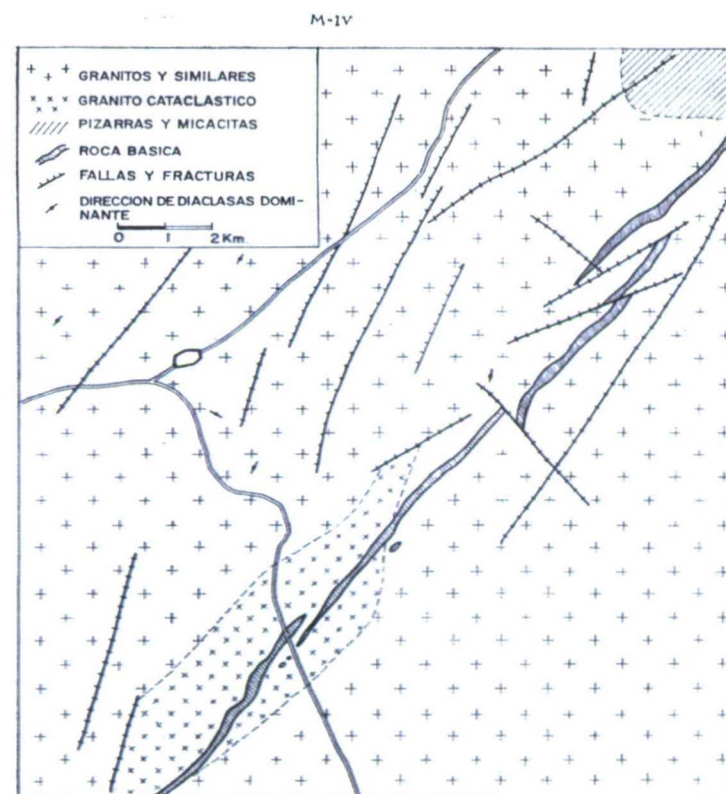 M-IV
GRANITOS Y SIMILARES
GRANITO CATACLASTICO
PIZARRAS Y MICACITAS
ROCA BASICA
FALLAS Y FRACTURAS
DIRECCION DE DIACLASAS DOMI-
NANTE
0 1 2 Km